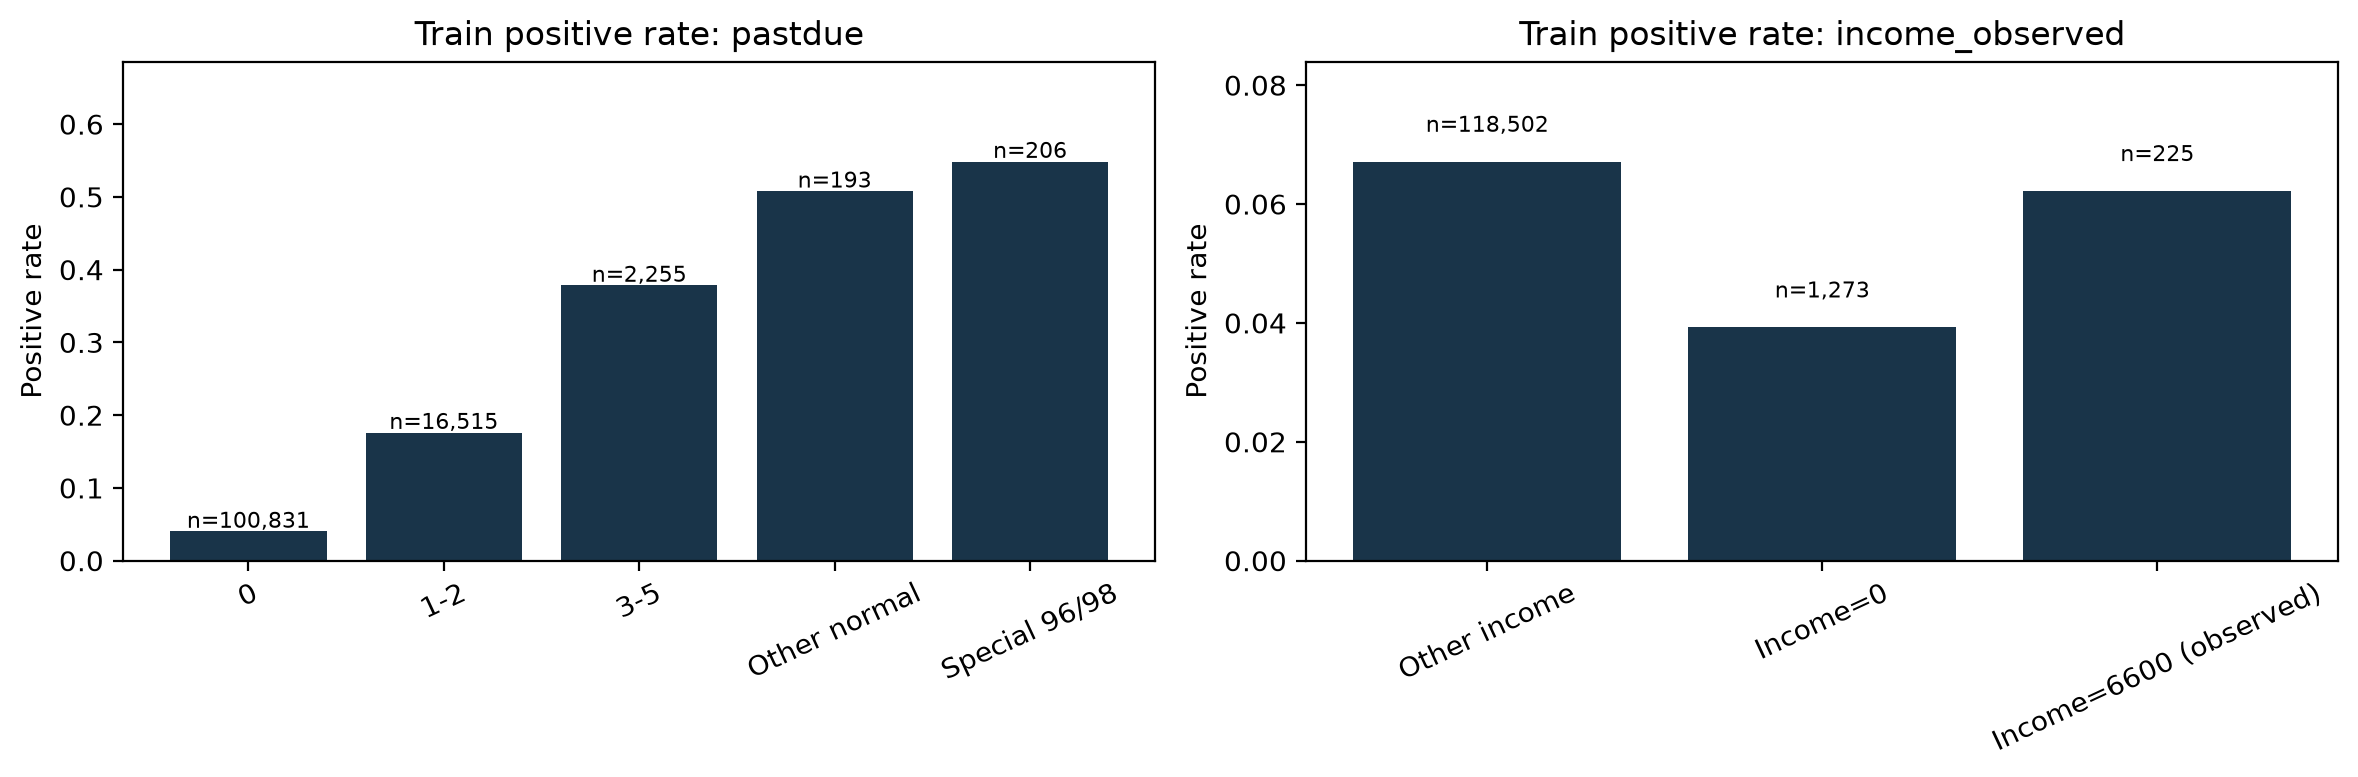 Train positive rate: pastdue
Positive rate
0.6
0.5
0.4
0.3
0.2
0.1
0.0
n=100,831
n=16,515
n=2,255
n=193
n=206
0
1-2
3-5
Other normal
Special 96/98
Train positive rate: income_observed
Positive rate
0.08
0.06
0.04
0.02
0.00
n=118,502
n=1,273
n=225
Other income
Income=0
Income=6600 (observed)